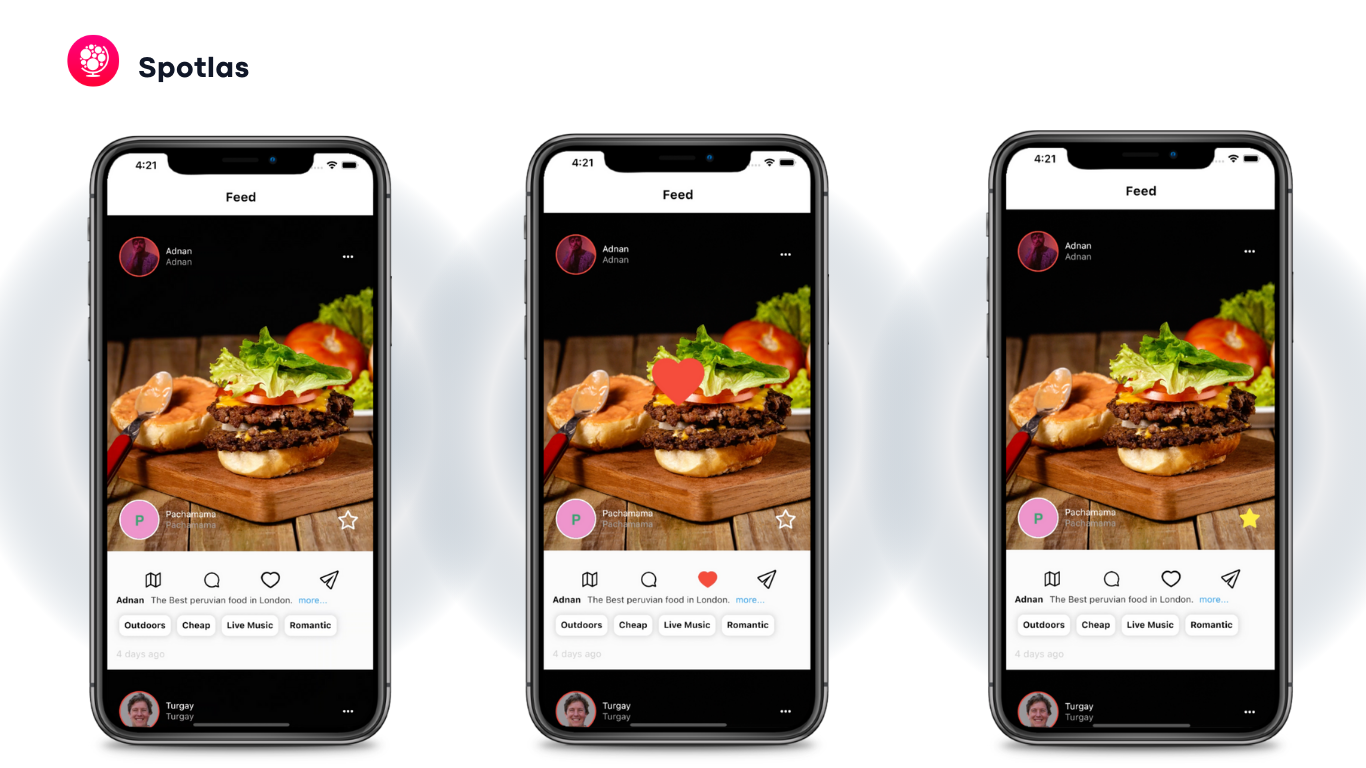 Spotlas
4:21
Feed
Adnan
Adnan
P
Pachamama
Pachamama
Adnan The Best peruvian food in London. more...
Outdoors Cheap Live Music Romantic
4 days ago
Turgay
Turgay
4:21
Feed
Adnan
Adnan
P
Pachamama
Pachamama
Adnan The Best peruvian food in London. more...
Outdoors Cheap Live Music Romantic
4 days ago
Turgay
Turgay
4:21
Feed
Adnan
Adnan
P
Pachamama
Pachamama
Adnan The Best peruvian food in London. more...
Outdoors Cheap Live Music Romantic
4 days ago
Turgay
Turgay